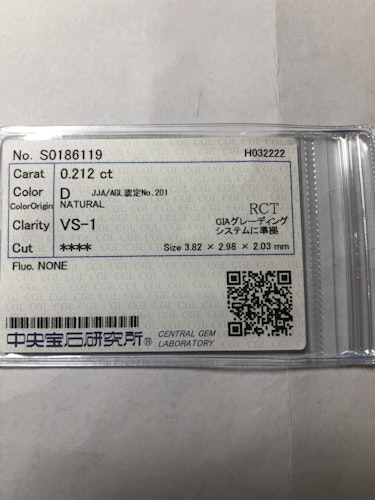 No. S0186119 H032222
Carat 0.212 ct
Color D JJA/AGL認定No.201
ColorOrigin NATURAL
RCT
Clarity VS-1 GIAグレーディング
システムに準拠
Cut **** Size 3.82 × 2.98 × 2.03 mm
Fluo. NONE
中央宝石研究所® CENTRAL GEM
LABORATORY